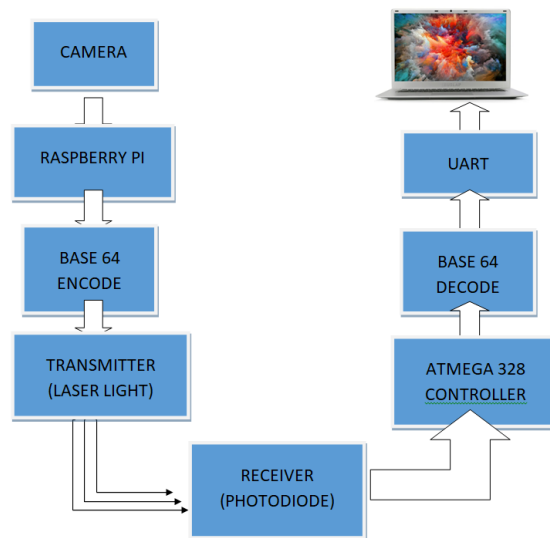 CAMERA
RASPBERRY PI
BASE 64
ENCODE
TRANSMITTER
(LASER LIGHT)
RECEIVER
(PHOTODIODE)
ATMEGA 328
CONTROLLER
BASE 64
DECODE
UART